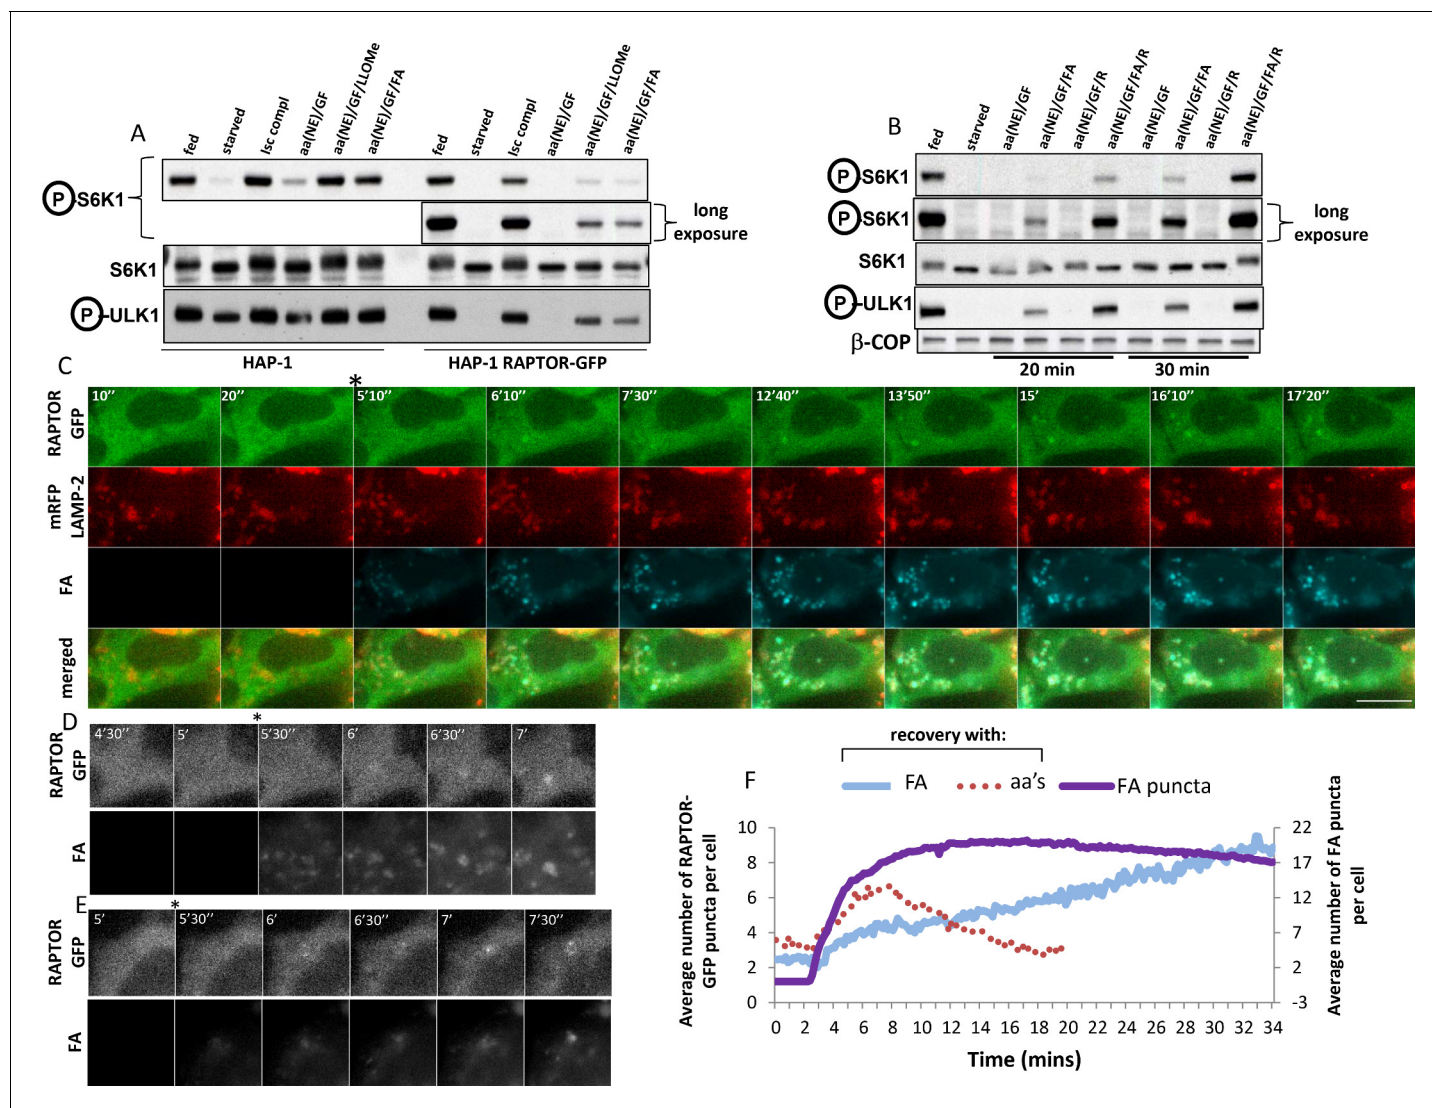 A
fed
starved
lsc compl
aa(NE)/GF
aa(NE)/GF/LLOMe
aa(NE)/GF/FA
fed
starved
lsc compl
aa(NE)/GF
aa(NE)/GF/LLOMe
aa(NE)/GF/FA
P-S6K1
long
exposure
S6K1
P-ULK1
HAP-1
HAP-1 RAPTOR-GFP
B
fed
starved
aa(NE)/GF
aa(NE)/GF/FA
aa(NE)/GF/R
aa(NE)/GF/FA/R
aa(NE)/GF
aa(NE)/GF/FA
aa(NE)/GF/R
aa(NE)/GF/FA/R
P-S6K1
P-S6K1
long
exposure
S6K1
P-ULK1
β-COP
20 min
30 min
C
*
RAPTOR
GFP
10’’ 20’’ 5’10’’ 6’10’’ 7’30’’ 12’40’’ 13’50’’ 15’ 16’10’’ 17’20’’
mRFP
LAMP-2
FA
merged
D
*
RAPTOR
GFP
4’30’’ 5’ 5’30’’ 6’ 6’30’’ 7’
FA
E
*
RAPTOR
GFP
5’ 5’30’’ 6’ 6’30’’ 7’ 7’30’’
FA
F
recovery with:
FA aa’s FA puncta
Average number of RAPTOR-
GFP puncta per cell
10
8
6
4
2
0
22
17
12
7
2
-3
Average number of FA puncta
per cell
0 2 4 6 8 10 12 14 16 18 20 22 24 26 28 30 32 34
Time (mins)